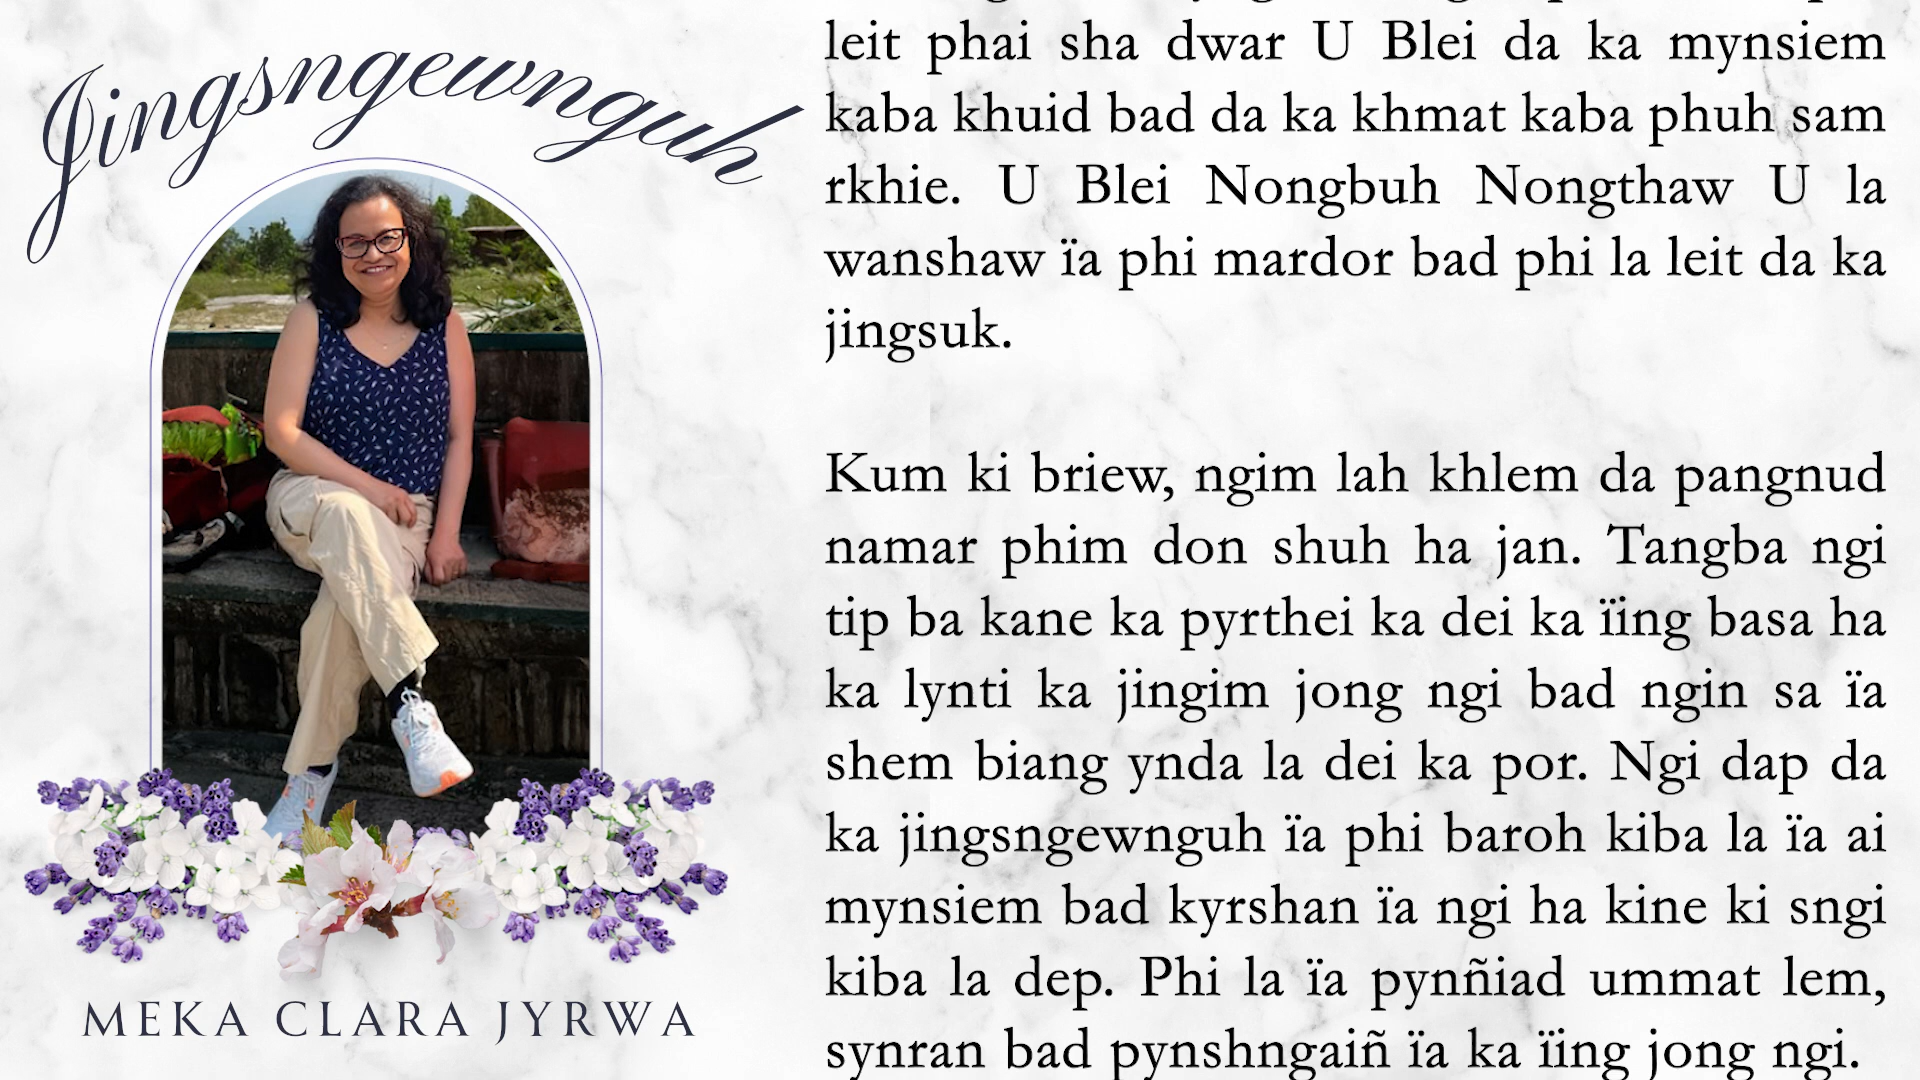 Jingsngewnguh
MEKA CLARA JYRWA
leit phai sha dwar U Blei da ka mynsiem
kaba khuid bad da ka khmat kaba phuh sam
rkhie. U Blei Nongbuh Nongthaw U la
wanshaw ïa phi mardor bad phi la leit da ka
jingsuk.
Kum ki briew, ngim lah khlem da pangnud
namar phim don shuh ha jan. Tangba ngi
tip ba kane ka pyrthei ka dei ka ïing basa ha
ka lynti ka jingim jong ngi bad ngin sa ïa
shem biang ynda la dei ka por. Ngi dap da
ka jingsngewnguh ïa phi baroh kiba la ïa ai
mynsiem bad kyrshan ïa ngi ha kine ki sngi
kiba la dep. Phi la ïa pynñiad ummat lem,
synran bad pynshngaiñ ïa ka ïing jong ngi.